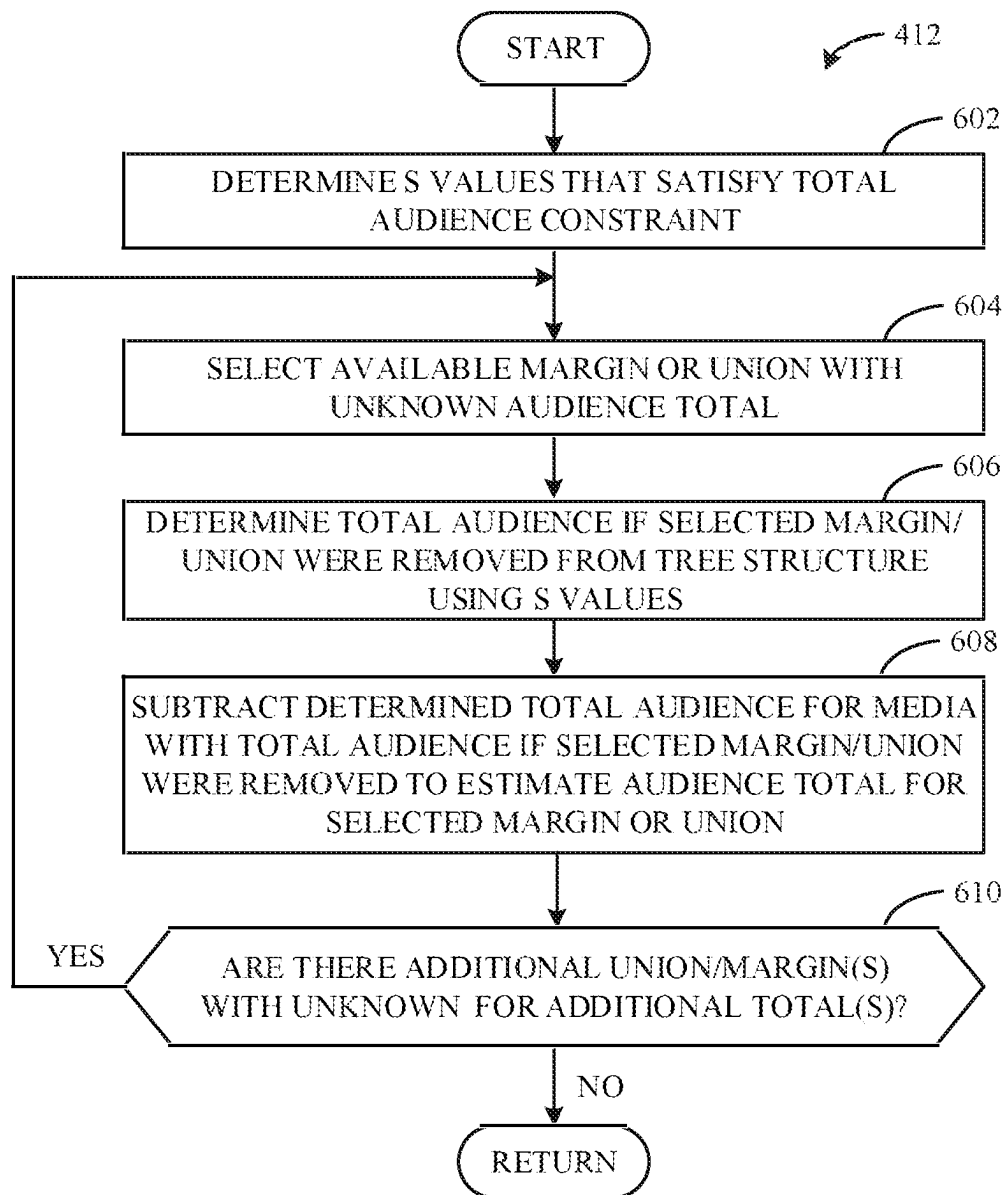 START
412
602
DETERMINE S VALUES THAT SATISFY TOTAL
AUDIENCE CONSTRAINT
604
SELECT AVAILABLE MARGIN OR UNION WITH
UNKNOWN AUDIENCE TOTAL
606
DETERMINE TOTAL AUDIENCE IF SELECTED MARGIN/
UNION WERE REMOVED FROM TREE STRUCTURE
USING S VALUES
608
SUBTRACT DETERMINED TOTAL AUDIENCE FOR MEDIA
WITH TOTAL AUDIENCE IF SELECTED MARGIN/UNION
WERE REMOVED TO ESTIMATE AUDIENCE TOTAL FOR
SELECTED MARGIN OR UNION
610
YES
ARE THERE ADDITIONAL UNION/MARGIN(S)
WITH UNKNOWN FOR ADDITIONAL TOTAL(S)?
NO
RETURN